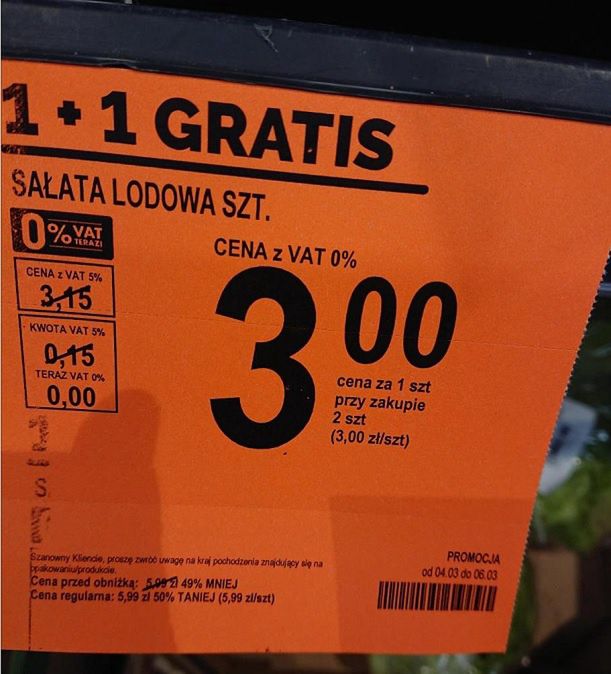 1 + 1 GRATIS
SAŁATA LODOWA SZT.
0% VAT
TERAZ!
CENA z VAT 0%
CENA z VAT 5%
3,15
KWOTA VAT 5%
0,15
TERAZ VAT 0%
0,00
3 00
cena za 1 szt
przy zakupie
2 szt
(3,00 zł/szt)
Szanowny Kliencie, proszę zwróć uwagę na kraj pochodzenia znajdujący się na
opakowaniu/produkcie.
Cena przed obniżką: 5,99 zł 49% MNIEJ
Cena regularna: 5,99 zł 50% TANIEJ (5,99 zł/szt)
PROMOCJA
od 04.03 do 06.03